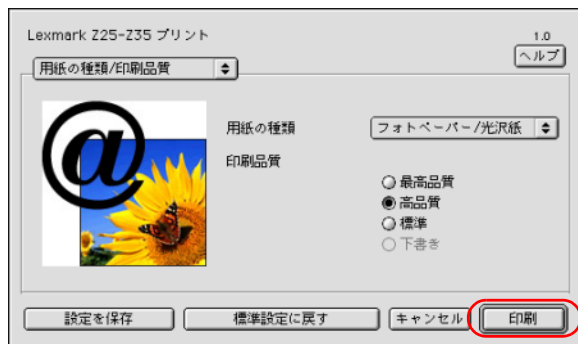 Lexmark Z25-Z35 プリント
1.0
ヘルプ
用紙の種類/印刷品質
用紙の種類
フォトペーパー/光沢紙
印刷品質
最高品質
高品質
標準
下書き
設定を保存
標準設定に戻す
キャンセル
印刷